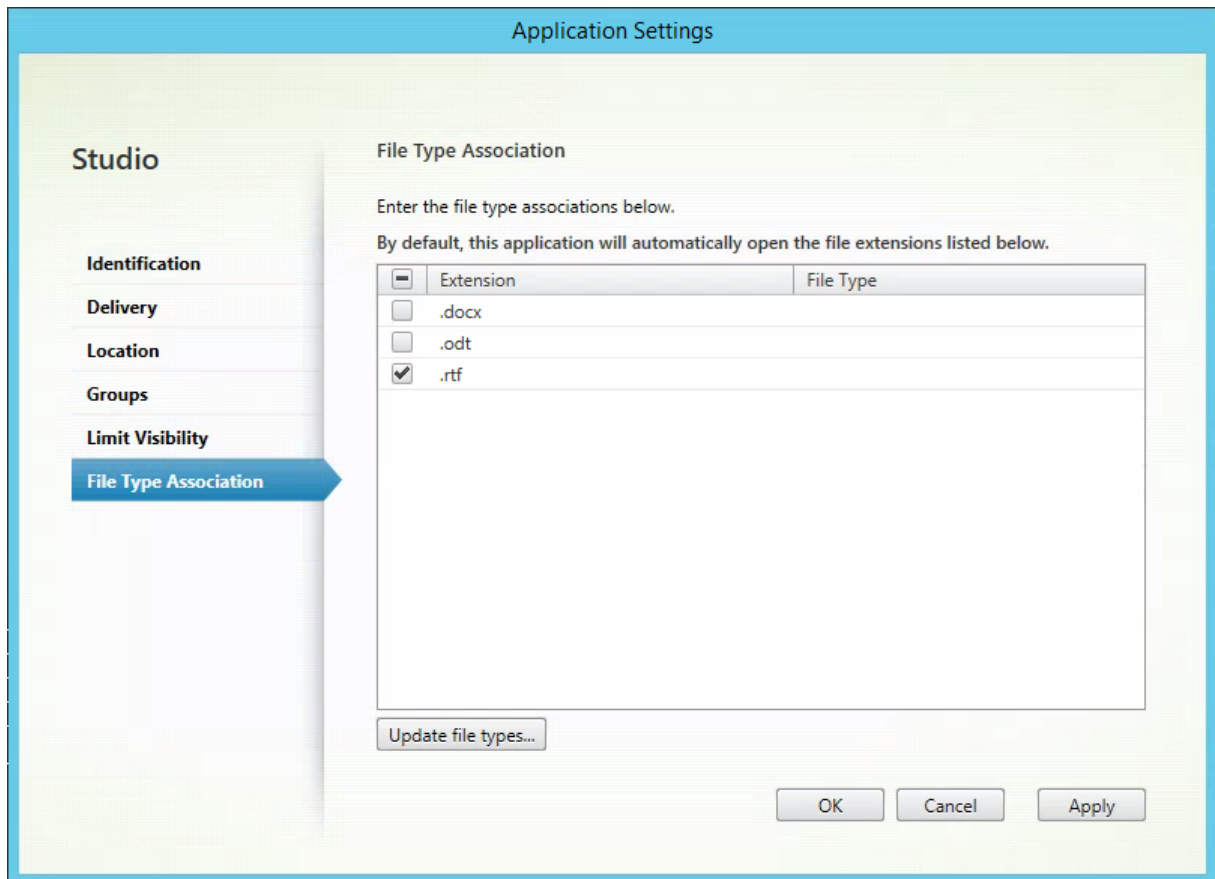 Application Settings
Studio
Identification
Delivery
Location
Groups
Limit Visibility
File Type Association
File Type Association
Enter the file type associations below.
By default, this application will automatically open the file extensions listed below.
Extension File Type
.docx
.odt
.rtf
Update file types...
OK Cancel Apply